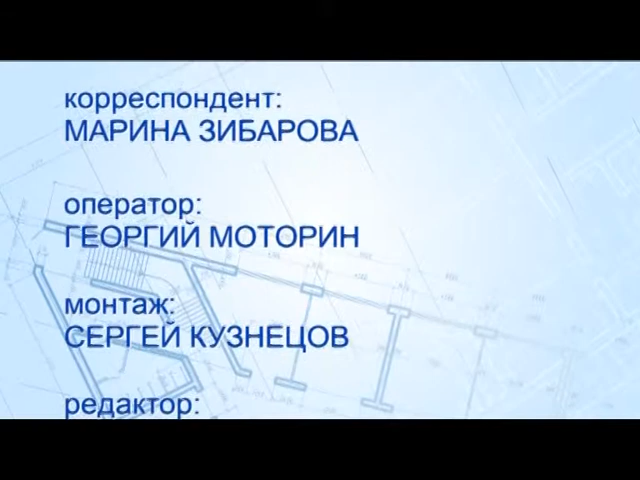 корреспондент:
МАРИНА ЗИБАРОВА
оператор:
ГЕОРГИЙ МОТОРИН
монтаж:
СЕРГЕЙ КУЗНЕЦОВ
редактор: